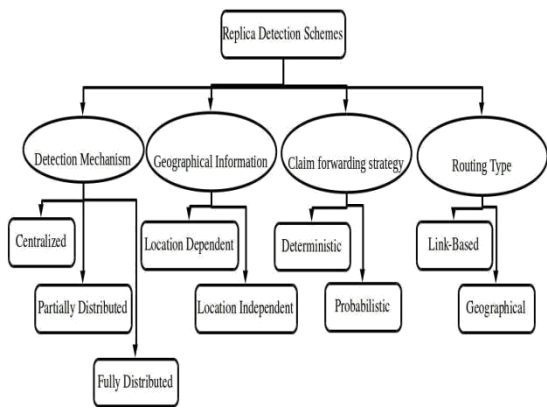 Replica Detection Schemes
Detection Mechanism
Geographical Information
Claim forwarding strategy
Routing Type
Centralized
Location Dependent
Deterministic
Link-Based
Partially Distributed
Location Independent
Probabilistic
Geographical
Fully Distributed